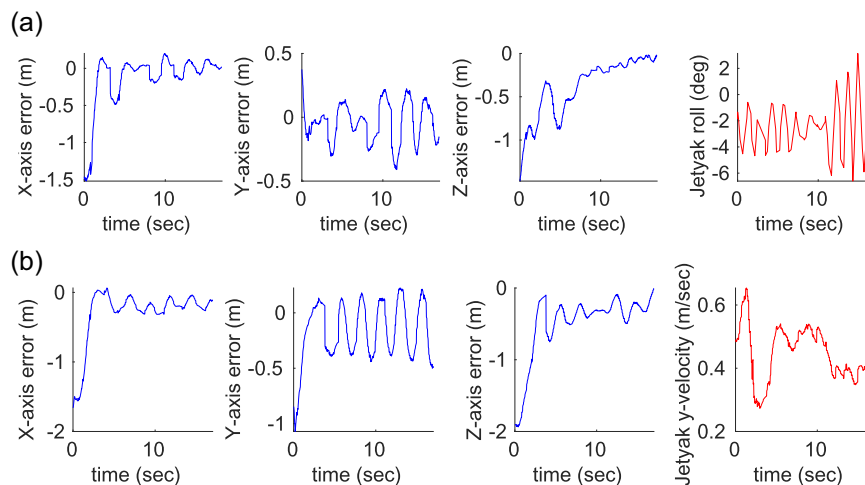 (a)
X-axis error (m)
0
-0.5
-1
-1.5
0
10
time (sec)
Y-axis error (m)
0.5
0
-0.5
0
10
time (sec)
Z-axis error (m)
0
-0.5
-1
0
10
time (sec)
Jetyak roll (deg)
2
0
-2
-4
-6
0
10
time (sec)
(b)
X-axis error (m)
0
-1
-2
0
10
time (sec)
Y-axis error (m)
0
-0.5
-1
0
10
time (sec)
Z-axis error (m)
0
-1
-2
0
10
time (sec)
Jetyak y-velocity (m/sec)
0.6
0.4
0.2
0
10
time (sec)